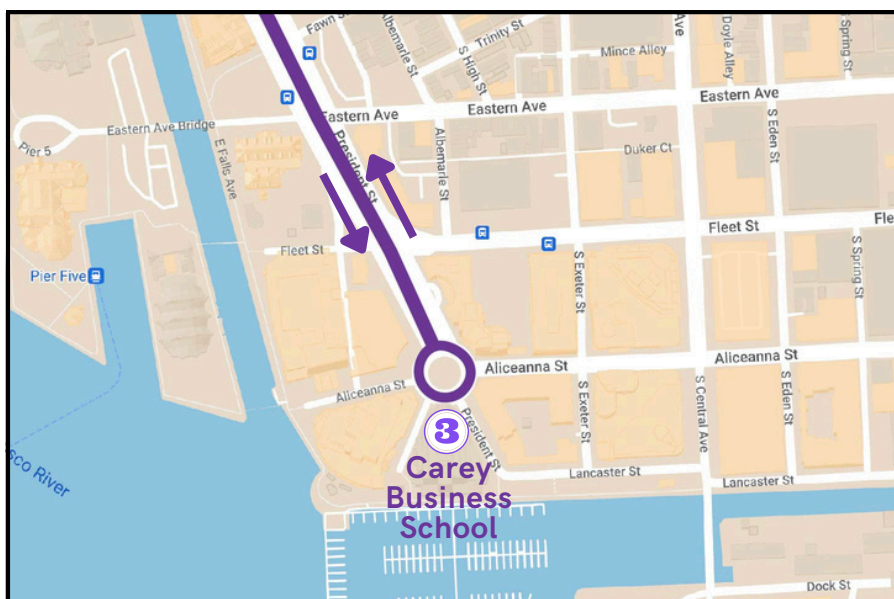 Fawn St
Albemarle St
Trinity St
S High St
Mince Alley
Ave
Doyle Alley
S Spring St
Eastern Ave
Eastern Ave
Eastern Ave
Eastern Ave Bridge
Pier 5
E Falls Ave
President St
Albemarle St
Duker Ct
S Eden St
Fleet St
Fleet St
Fle
Pier Five
S Exeter St
S Spring St
Aliceanna St
Aliceanna St
Aliceanna St
S Exeter St
S Central Ave
S Eden St
President St
3
Carey
Business
School
Lancaster St
Lancaster St
sco River
Dock St